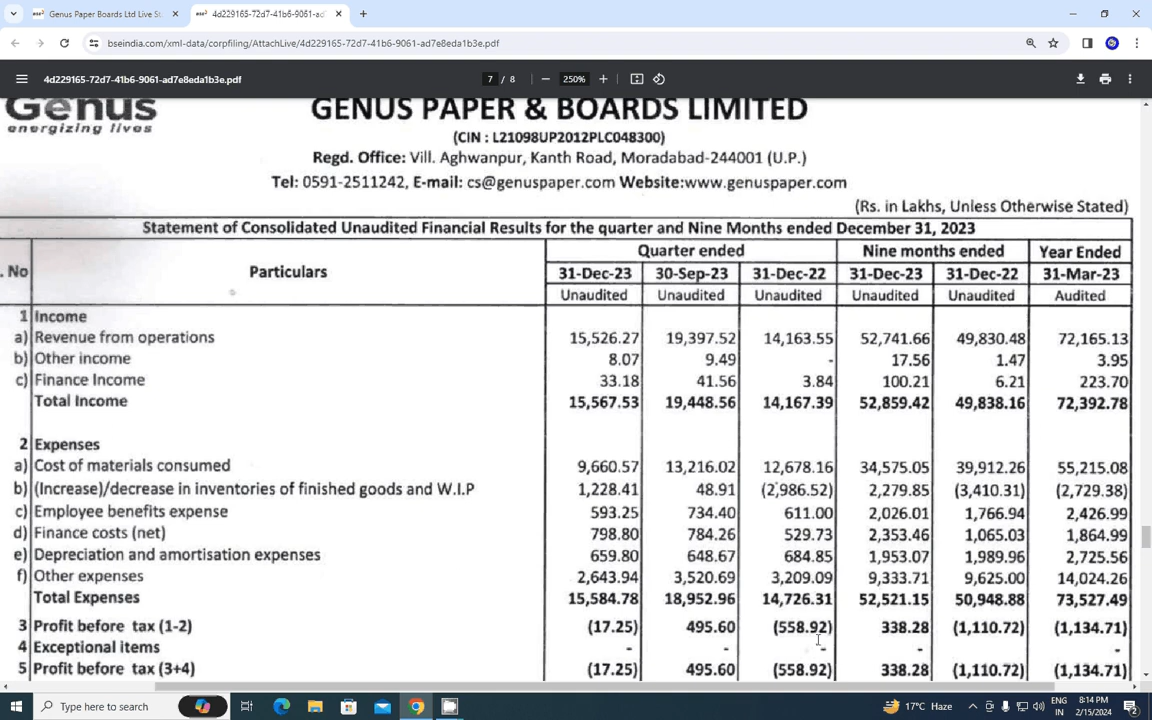 Genus Paper Boards Ltd Live St
4d229165-72d7-41b6-9061-ad
bseindia.com/xml-data/corpfiling/AttachLive/4d229165-72d7-41b6-9061-ad7e8eda1b3e.pdf
4d229165-72d7-41b6-9061-ad7e8eda1b3e.pdf 7 / 8 250%
Genus
energizing lives
GENUS PAPER & BOARDS LIMITED
(CIN : L21098UP2012PLC048300)
Regd. Office: Vill. Aghwanpur, Kanth Road, Moradabad-244001 (U.P.)
Tel: 0591-2511242, E-mail: cs@genuspaper.com Website:www.genuspaper.com
(Rs. in Lakhs, Unless Otherwise Stated)
Statement of Consolidated Unaudited Financial Results for the quarter and Nine Months ended December 31, 2023
Quarter ended Nine months ended Year Ended
. No Particulars 31-Dec-23 30-Sep-23 31-Dec-22 31-Dec-23 31-Dec-22 31-Mar-23
Unaudited Unaudited Unaudited Unaudited Unaudited Audited
1 Income
a) Revenue from operations 15,526.27 19,397.52 14,163.55 52,741.66 49,830.48 72,165.13
b) Other income 8.07 9.49 - 17.56 1.47 3.95
c) Finance Income 33.18 41.56 3.84 100.21 6.21 223.70
Total Income 15,567.53 19,448.56 14,167.39 52,859.42 49,838.16 72,392.78
2 Expenses
a) Cost of materials consumed 9,660.57 13,216.02 12,678.16 34,575.05 39,912.26 55,215.08
b) (Increase)/decrease in inventories of finished goods and W.I.P 1,228.41 48.91 (2,986.52) 2,279.85 (3,410.31) (2,729.38)
c) Employee benefits expense 593.25 734.40 611.00 2,026.01 1,766.94 2,426.99
d) Finance costs (net) 798.80 784.26 529.73 2,353.46 1,065.03 1,864.99
e) Depreciation and amortisation expenses 659.80 648.67 684.85 1,953.07 1,989.96 2,725.56
f) Other expenses 2,643.94 3,520.69 3,209.09 9,333.71 9,625.00 14,024.26
Total Expenses 15,584.78 18,952.96 14,726.31 52,521.15 50,948.88 73,527.49
3 Profit before tax (1-2) (17.25) 495.60 (558.92) 338.28 (1,110.72) (1,134.71)
4 Exceptional items - - - - - -
5 Profit before tax (3+4) (17.25) 495.60 (558.92) 338.28 (1,110.72) (1,134.71)
Type here to search
17°C Haze
ENG
IN
8:14 PM
2/15/2024
2